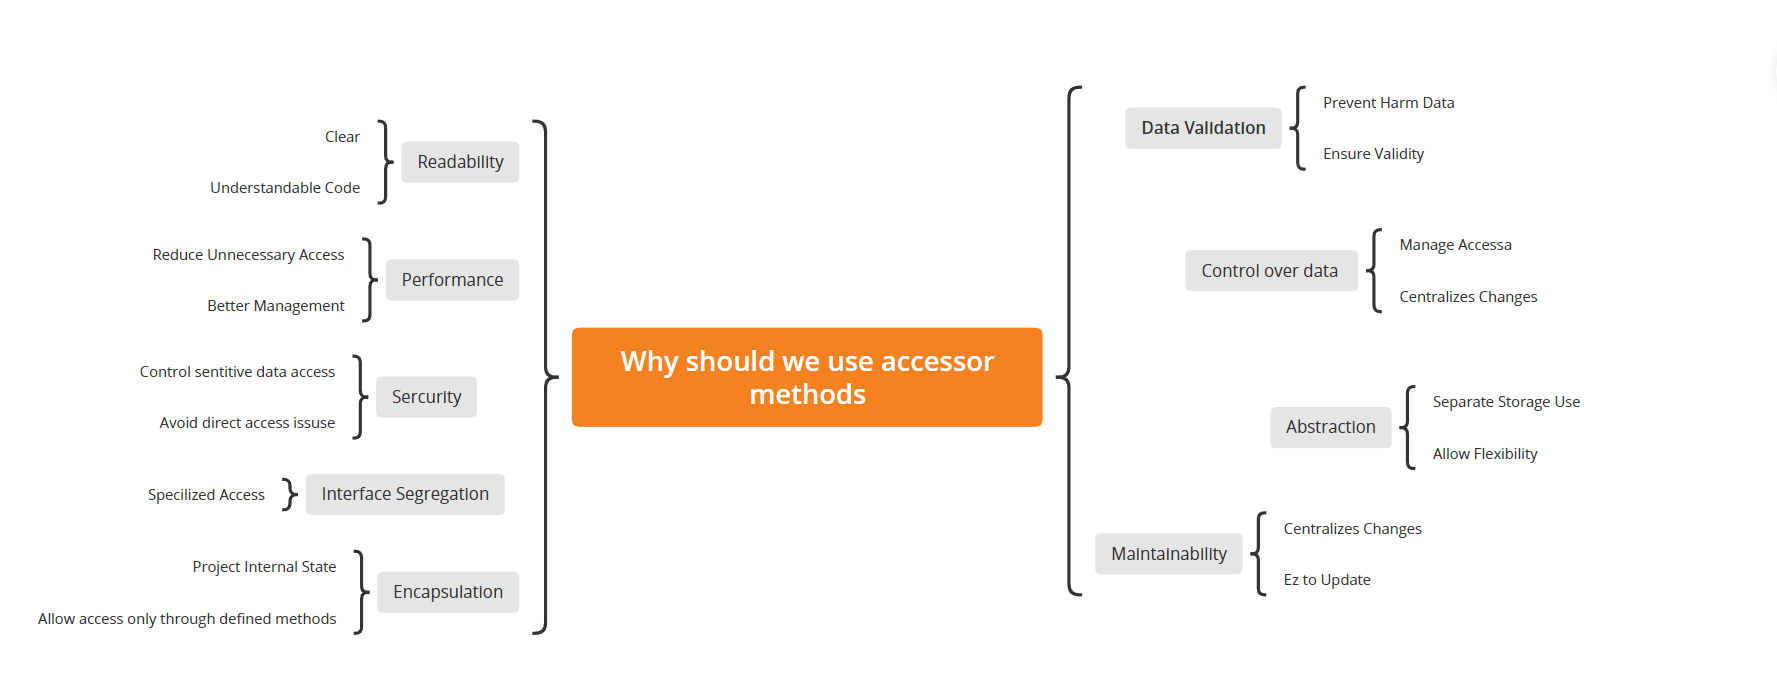 Why should we use accessor
methods
Readability
Clear
Understandable Code
Performance
Reduce Unnecessary Access
Better Management
Sercurity
Control sentitive data access
Avoid direct access issuse
Interface Segregation
Specilized Access
Encapsulation
Project Internal State
Allow access only through defined methods
Data Validation
Prevent Harm Data
Ensure Validity
Control over data
Manage Accessa
Centralizes Changes
Abstraction
Separate Storage Use
Allow Flexibility
Maintainability
Centralizes Changes
Ez to Update